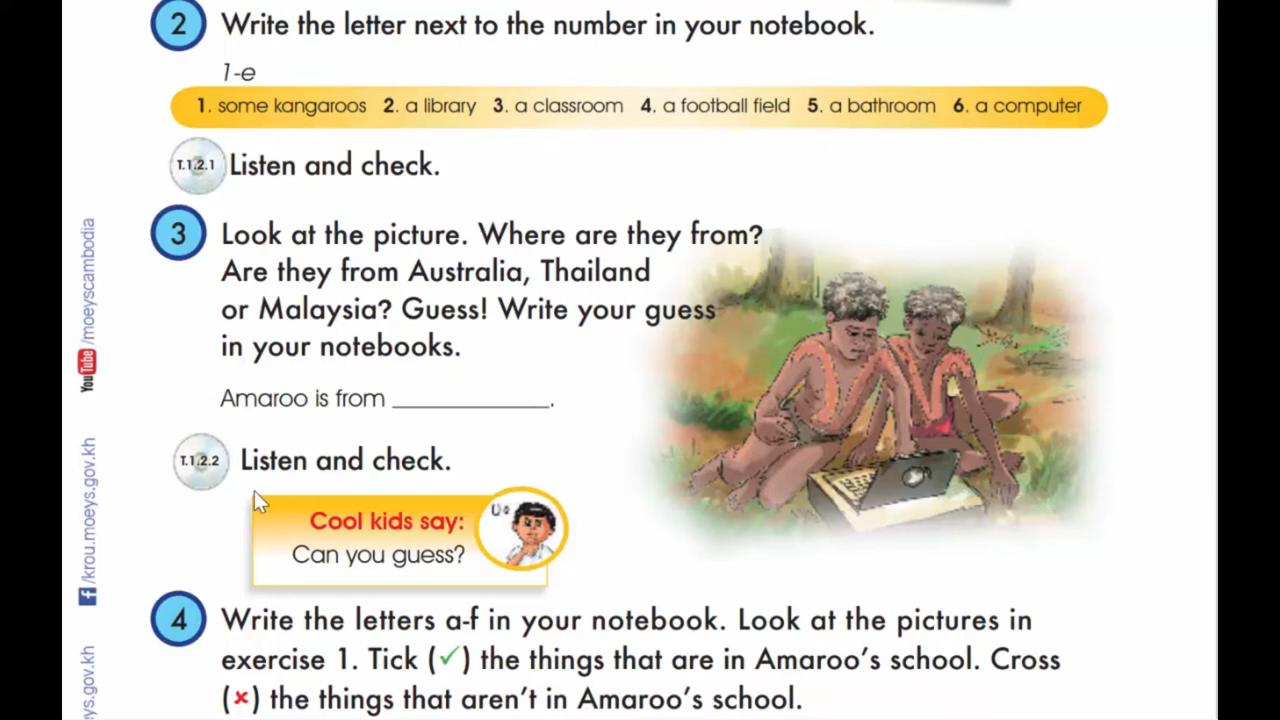 2 Write the letter next to the number in your notebook.
1-e
1. some kangaroos 2. a library 3. a classroom 4. a football field 5. a bathroom 6. a computer
T.1.2.1 Listen and check.
3 Look at the picture. Where are they from?
Are they from Australia, Thailand
or Malaysia? Guess! Write your guess
in your notebooks.
Amaroo is from ____________.
T.1.2.2 Listen and check.
Cool kids say:
Can you guess?
4 Write the letters a-f in your notebook. Look at the pictures in
exercise 1. Tick (✓) the things that are in Amaroo’s school. Cross
(✗) the things that aren’t in Amaroo’s school.
YouTube /moeyscambodia
f /krou.moeys.gov.kh
eys.gov.kh